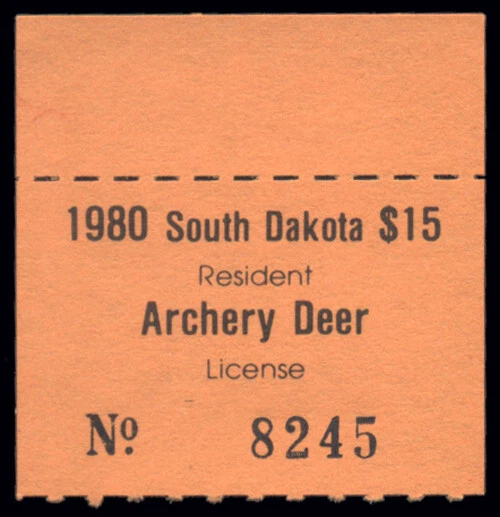 1980 South Dakota $15
Resident
Archery Deer
License
Nº 8245